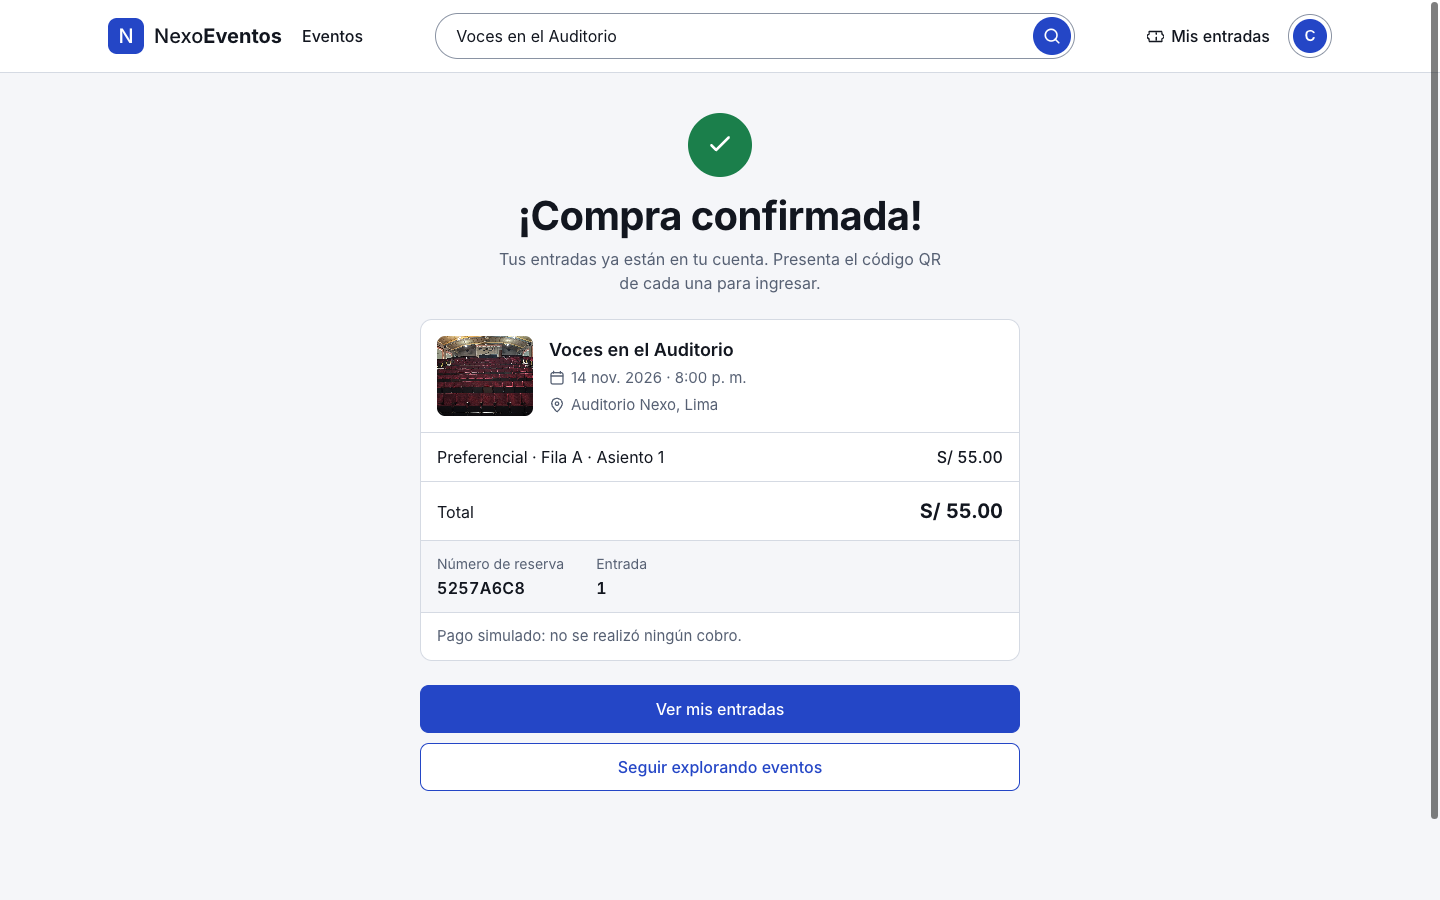 N NexoEventos Eventos Voces en el Auditorio Mis entradas C
¡Compra confirmada!
Tus entradas ya están en tu cuenta. Presenta el código QR
de cada una para ingresar.
Voces en el Auditorio
14 nov. 2026 · 8:00 p. m.
Auditorio Nexo, Lima
Preferencial · Fila A · Asiento 1 S/ 55.00
Total S/ 55.00
Número de reserva Entrada
5257A6C8 1
Pago simulado: no se realizó ningún cobro.
Ver mis entradas
Seguir explorando eventos